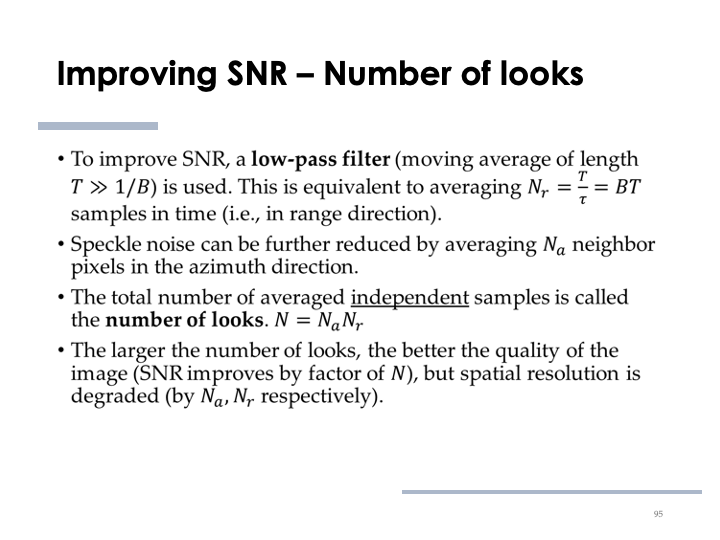 Improving SNR – Number of looks
• To improve SNR, a low-pass filter (moving average of length
T ≫ 1/B) is used. This is equivalent to averaging N_r = T/τ = BT
samples in time (i.e., in range direction).
• Speckle noise can be further reduced by averaging N_a neighbor
pixels in the azimuth direction.
• The total number of averaged independent samples is called
the number of looks. N = N_a N_r
• The larger the number of looks, the better the quality of the
image (SNR improves by factor of N), but spatial resolution is
degraded (by N_a, N_r respectively).
95